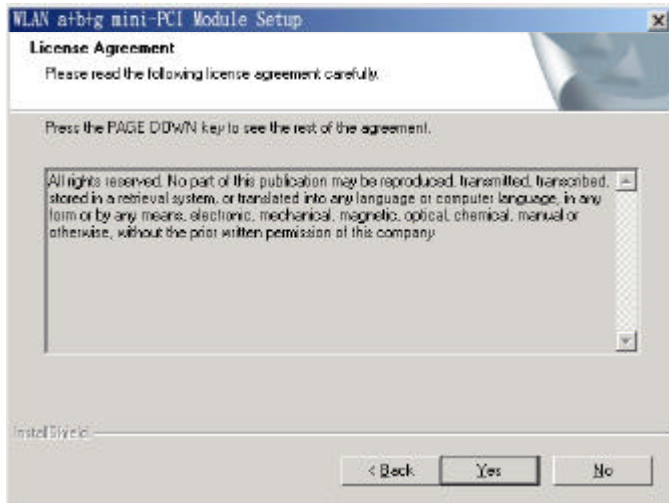 WLAN a+b+g mini-PCI Module Setup
License Agreement
Please read the following license agreement carefully.
Press the PAGE DOWN key to see the rest of the agreement.
All rights reserved. No part of this publication may be reproduced, transmitted, transcribed,
stored in a retrieval system, or translated into any language or computer language, in any
form or by any means, electronic, mechanical, magnetic, optical, chemical, manual or
otherwise, without the prior written permission of this company
InstallShield
< Back
Yes
No